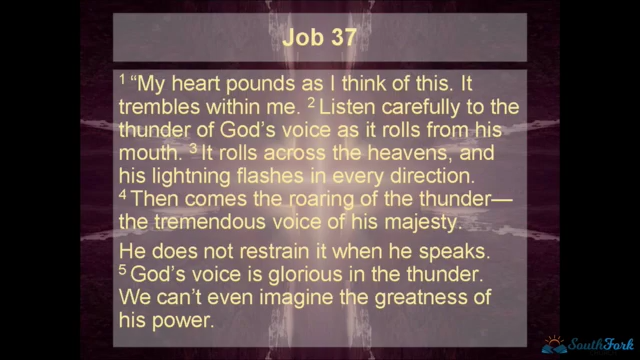 Job 37
1 “My heart pounds as I think of this. It
trembles within me. 2 Listen carefully to the
thunder of God’s voice as it rolls from his
mouth. 3 It rolls across the heavens, and
his lightning flashes in every direction.
4 Then comes the roaring of the thunder—
the tremendous voice of his majesty.
He does not restrain it when he speaks.
5 God’s voice is glorious in the thunder.
We can’t even imagine the greatness of
his power.
SouthFork